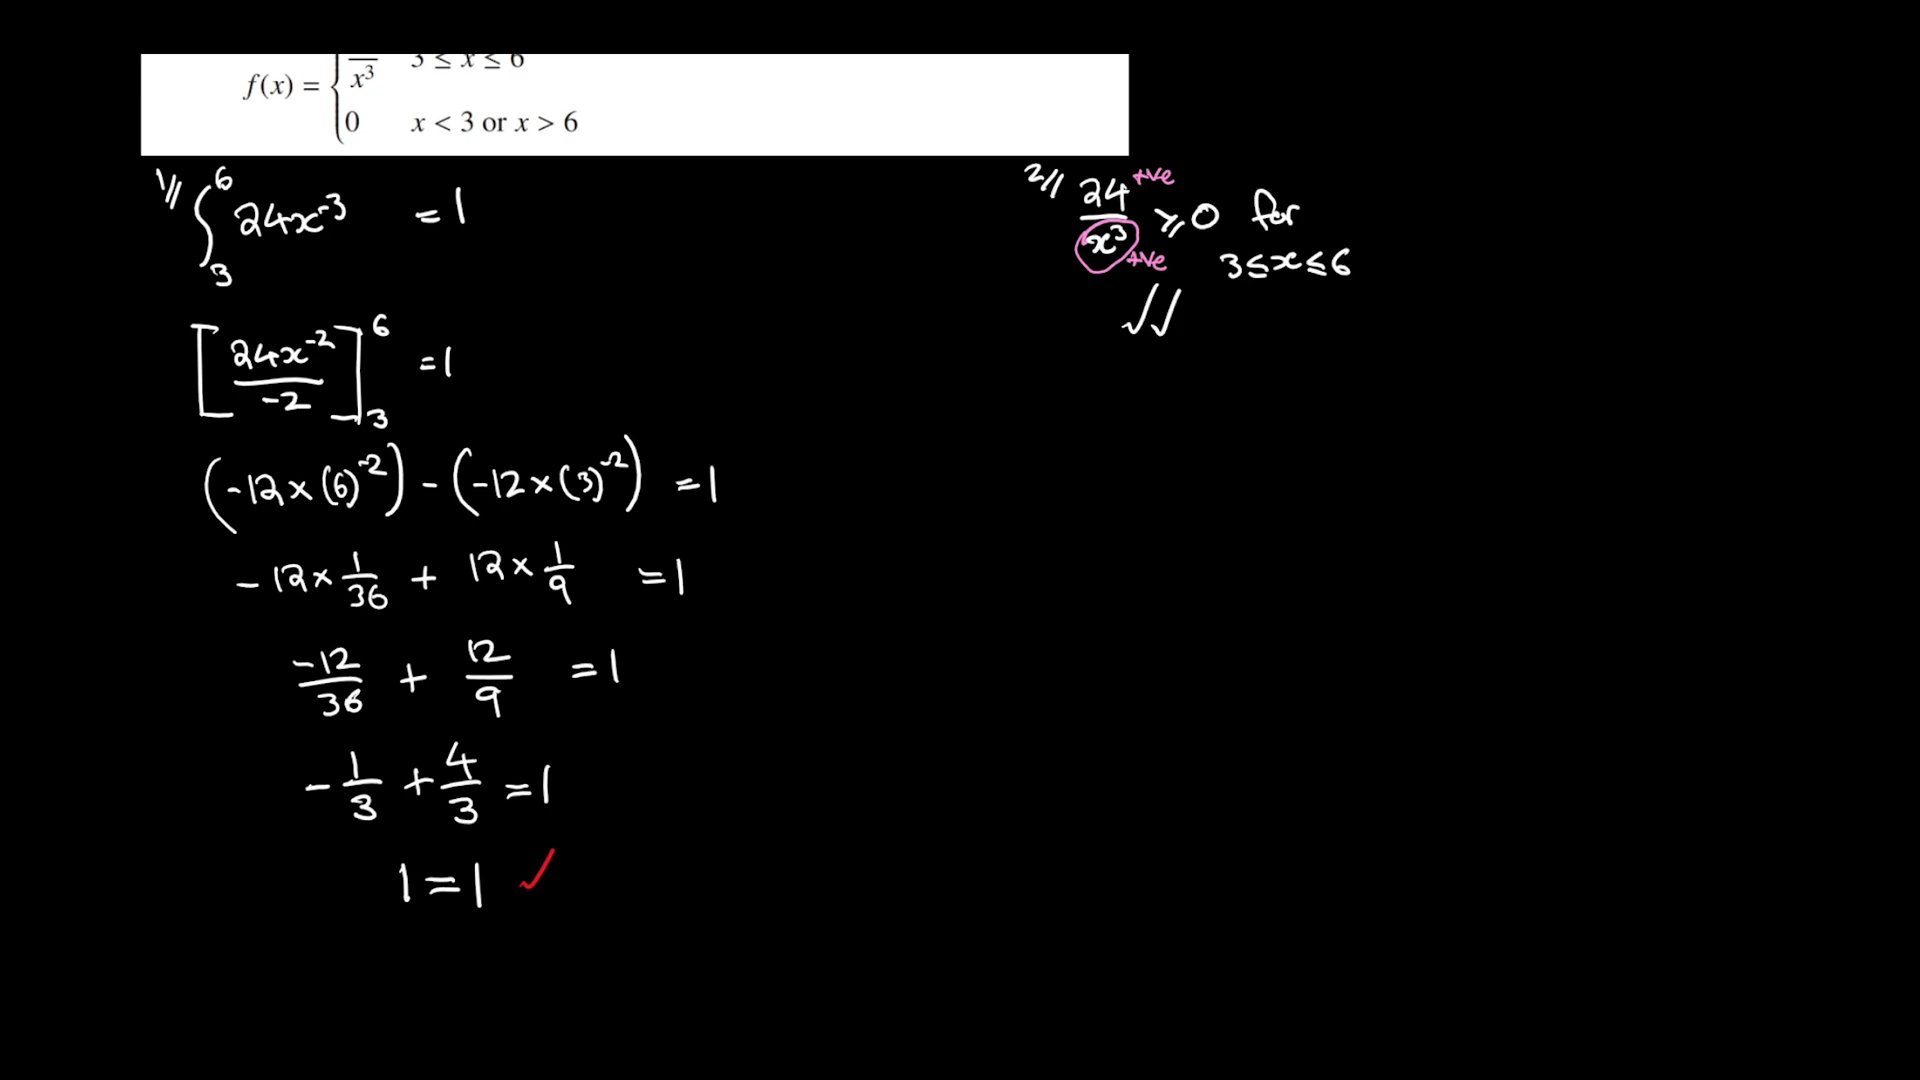 f(x) = { /x³ 3 ≤ x ≤ 6
0 x < 3 or x > 6
1// ∫₃⁶ 24x⁻³ = 1
[24x⁻²/-2]₃⁶ = 1
(-12×(6)⁻²) - (-12×(3)⁻²) = 1
-12×1/36 + 12×1/9 = 1
-12/36 + 12/9 = 1
-1/3 + 4/3 = 1
1 = 1 ✓
2// 24/x³ ≥ 0 for
+ve
+ve
3 ≤ x ≤ 6
✓✓